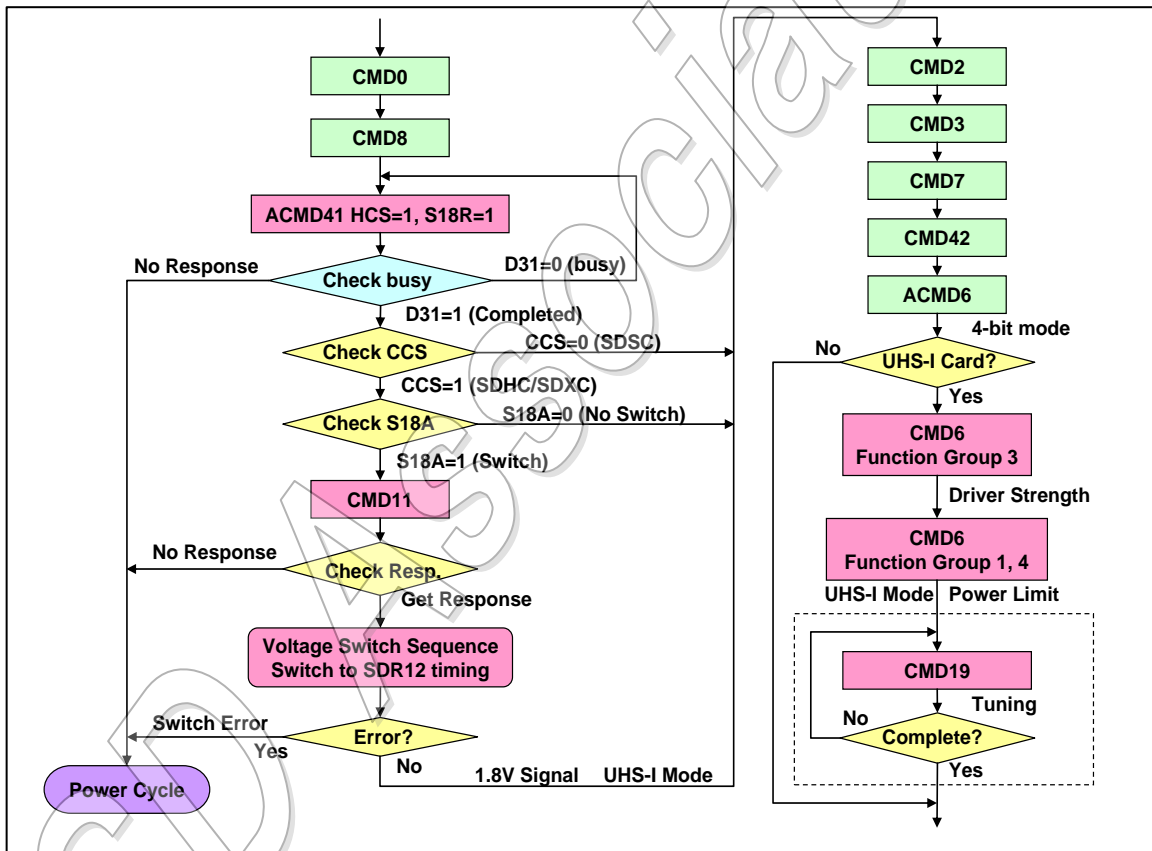 CMD0
CMD8
ACMD41 HCS=1, S18R=1
No Response
Check busy
D31=0 (busy)
D31=1 (Completed)
Check CCS
CCS=0 (SDSC)
CCS=1 (SDHC/SDXC)
Check S18A
S18A=0 (No Switch)
S18A=1 (Switch)
CMD11
No Response
Check Resp.
Get Response
Voltage Switch Sequence
Switch to SDR12 timing
Switch Error
Yes
Error?
No
1.8V Signal UHS-I Mode
Power Cycle
CMD2
CMD3
CMD7
CMD42
ACMD6
4-bit mode
No
UHS-I Card?
Yes
CMD6
Function Group 3
Driver Strength
CMD6
Function Group 1, 4
UHS-I Mode Power Limit
CMD19
Tuning
No
Complete?
Yes
SD Associa